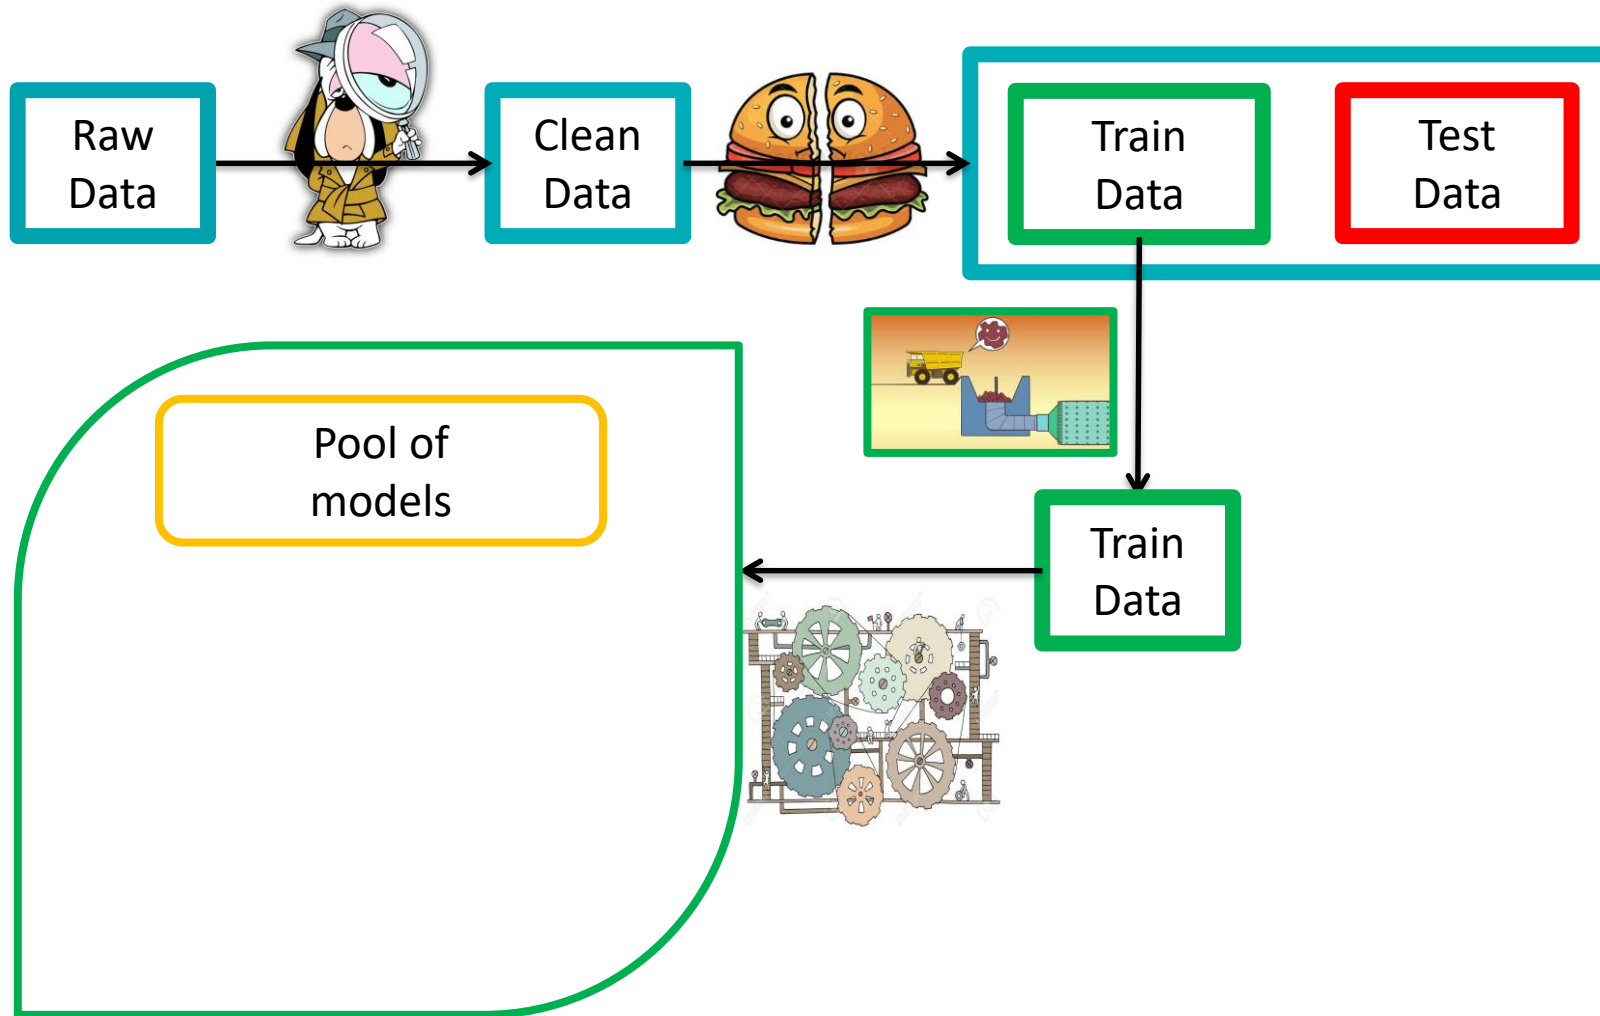 Raw
Data
Clean
Data
Train
Data
Test
Data
Pool of
models
Train
Data